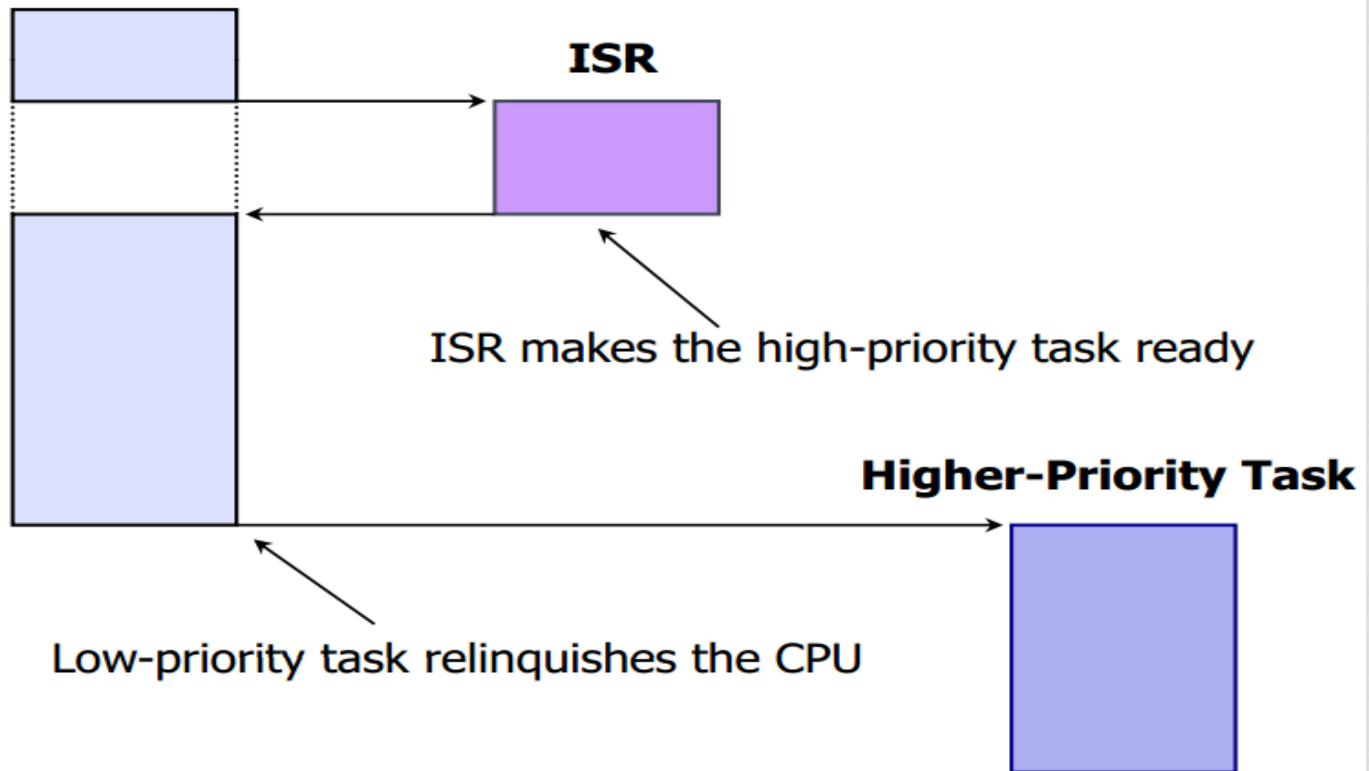 ISR
ISR makes the high-priority task ready
Higher-Priority Task
Low-priority task relinquishes the CPU